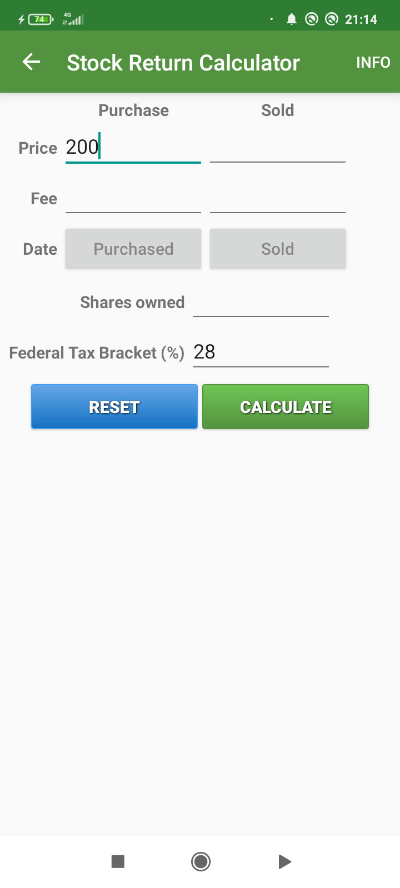 74 4G 21:14
Stock Return Calculator INFO
Purchase Sold
Price 200
Fee
Date Purchased Sold
Shares owned
Federal Tax Bracket (%) 28
RESET CALCULATE